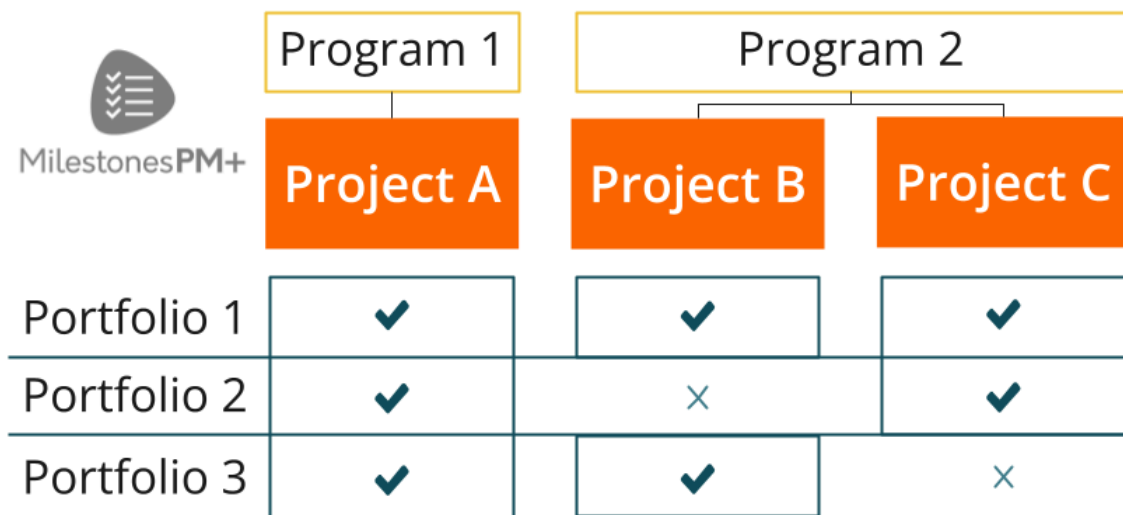 Program 1
Program 2
MilestonesPM+
Project A
Project B
Project C
Portfolio 1
Portfolio 2
Portfolio 3